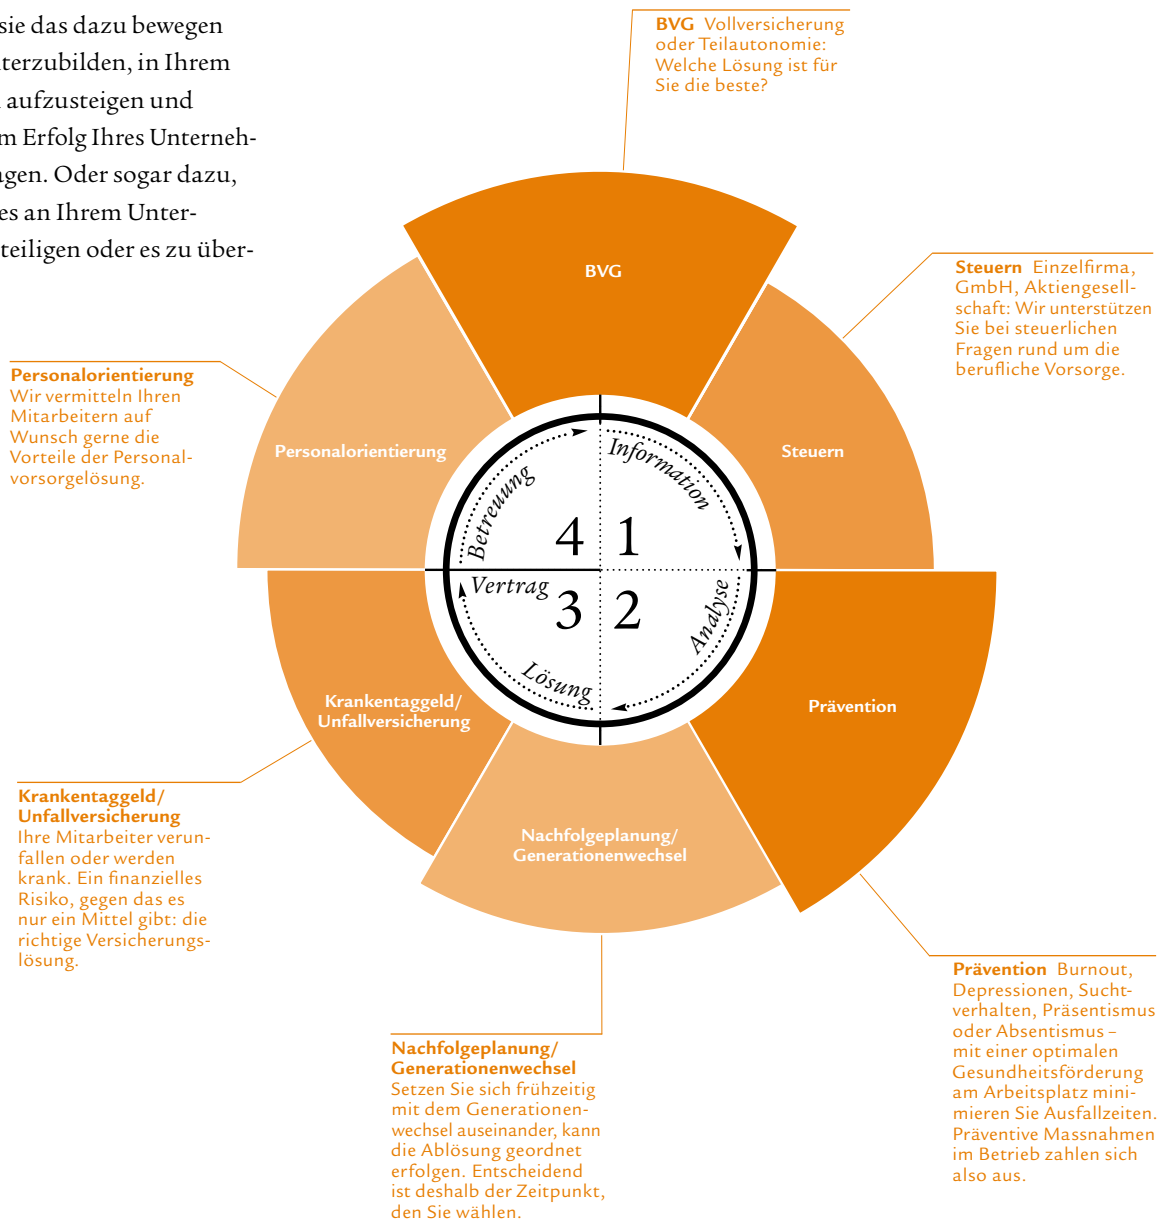 sie das dazu bewegen
terzubilden, in Ihrem
aufzusteigen und
m Erfolg Ihres Unterneh-
agen. Oder sogar dazu,
es an Ihrem Unter-
teiligen oder es zu über-
BVG Vollversicherung
oder Teilautonomie:
Welche Lösung ist für
Sie die beste?
BVG
Steuern Einzelfirma,
GmbH, Aktiengesell-
schaft: Wir unterstützen
Sie bei steuerlichen
Fragen rund um die
berufliche Vorsorge.
Personalorientierung
Wir vermitteln Ihren
Mitarbeitern auf
Wunsch gerne die
Vorteile der Personal-
vorsorgelösung.
Personalorientierung
Steuern
Betreuung
Information
4 1
Vertrag
3 2
Analyse
Lösung
Krankentaggeld/
Unfallversicherung
Prävention
Nachfolgeplanung/
Generationenwechsel
Krankentaggeld/
Unfallversicherung
Ihre Mitarbeiter verun-
fallen oder werden
krank. Ein finanzielles
Risiko, gegen das es
nur ein Mittel gibt: die
richtige Versicherungs-
lösung.
Prävention Burnout,
Depressionen, Sucht-
verhalten, Präsentismus
oder Absentismus –
mit einer optimalen
Gesundheitsförderung
am Arbeitsplatz mini-
mieren Sie Ausfallzeiten.
Präventive Massnahmen
im Betrieb zahlen sich
also aus.
Nachfolgeplanung/
Generationenwechsel
Setzen Sie sich frühzeitig
mit dem Generationen-
wechsel auseinander, kann
die Ablösung geordnet
erfolgen. Entscheidend
ist deshalb der Zeitpunkt,
den Sie wählen.